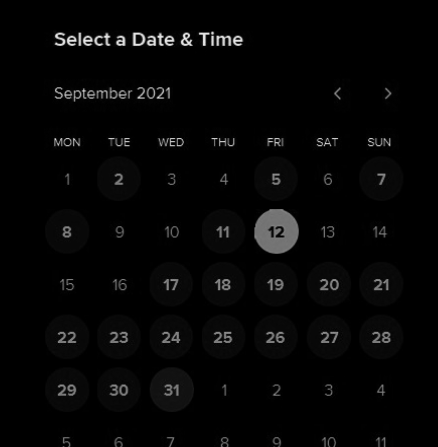 Select a Date & Time
September 2021
MON TUE WED THU FRI SAT SUN
1 2 3 4 5 6 7
8 9 10 11 12 13 14
15 16 17 18 19 20 21
22 23 24 25 26 27 28
29 30 31 1 2 3 4
5 6 7 8 9 10 11